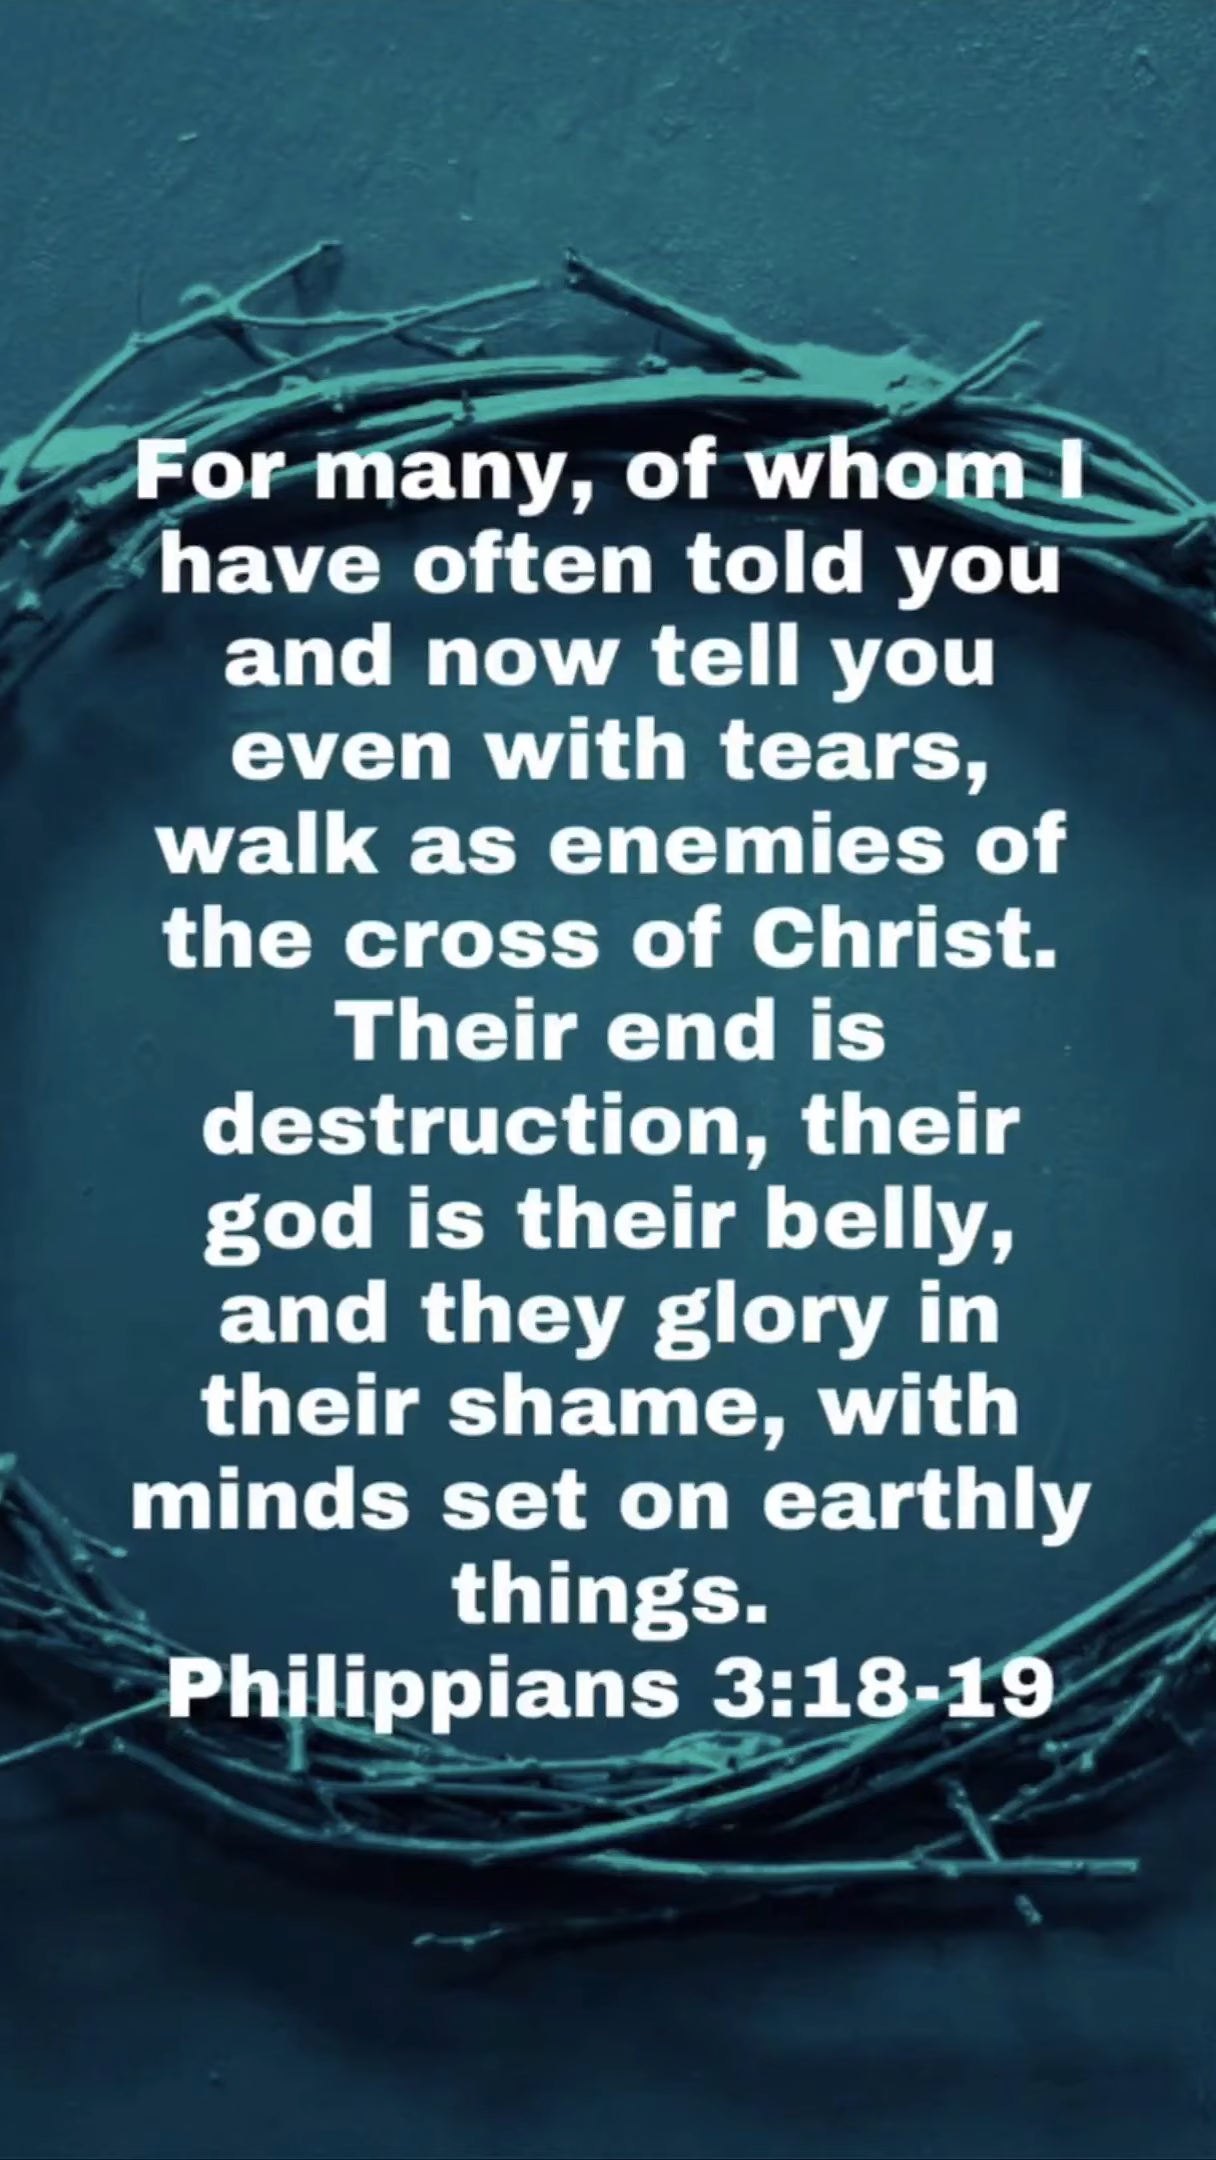 For many, of whom I
have often told you
and now tell you
even with tears,
walk as enemies of
the cross of Christ.
Their end is
destruction, their
god is their belly,
and they glory in
their shame, with
minds set on earthly
things.
Philippians 3:18-19